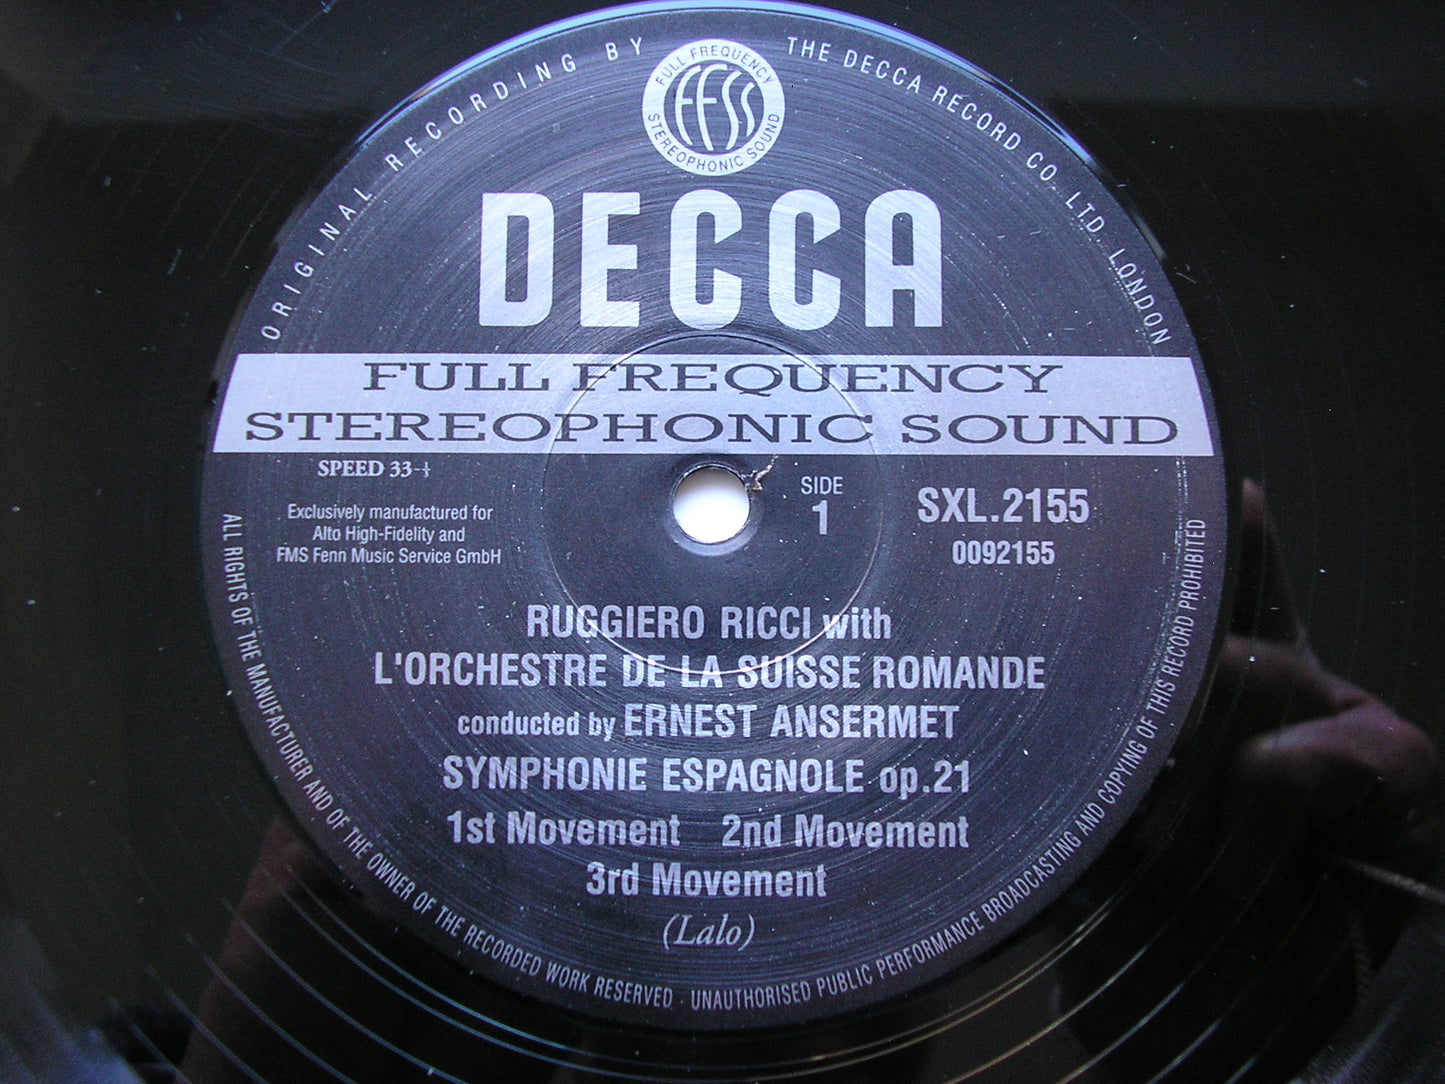 ORIGINAL RECORDING BY THE DECCA RECORD CO. LTD. LONDON
FULL FREQUENCY
FFSS
STEREOPHONIC SOUND
DECCA
FULL FREQUENCY
STEREOPHONIC SOUND
SPEED 33-⅓
Exclusively manufactured for
Alto High-Fidelity and
FMS Fenn Music Service GmbH
SIDE
1
SXL.2155
0092155
RUGGIERO RICCI with
L'ORCHESTRE DE LA SUISSE ROMANDE
conducted by ERNEST ANSERMET
SYMPHONIE ESPAGNOLE op.21
1st Movement 2nd Movement
3rd Movement
(Lalo)
ALL RIGHTS OF THE MANUFACTURER AND OF THE OWNER OF THE RECORDED WORK RESERVED · UNAUTHORISED PUBLIC PERFORMANCE BROADCASTING AND COPYING OF THIS RECORD PROHIBITED